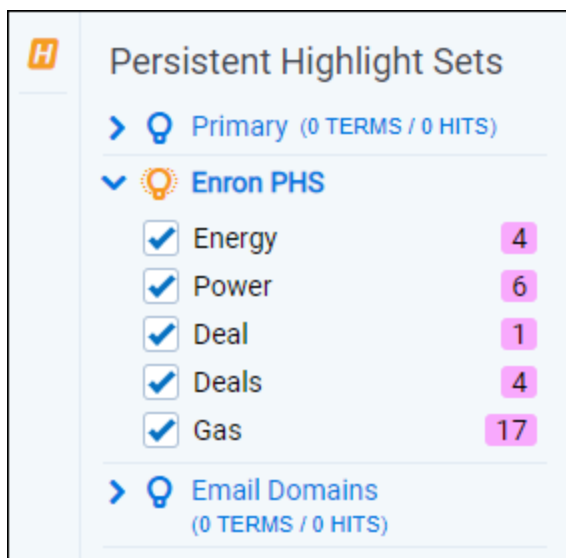 H
Persistent Highlight Sets
Primary (0 TERMS / 0 HITS)
Enron PHS
Energy 4
Power 6
Deal 1
Deals 4
Gas 17
Email Domains
(0 TERMS / 0 HITS)